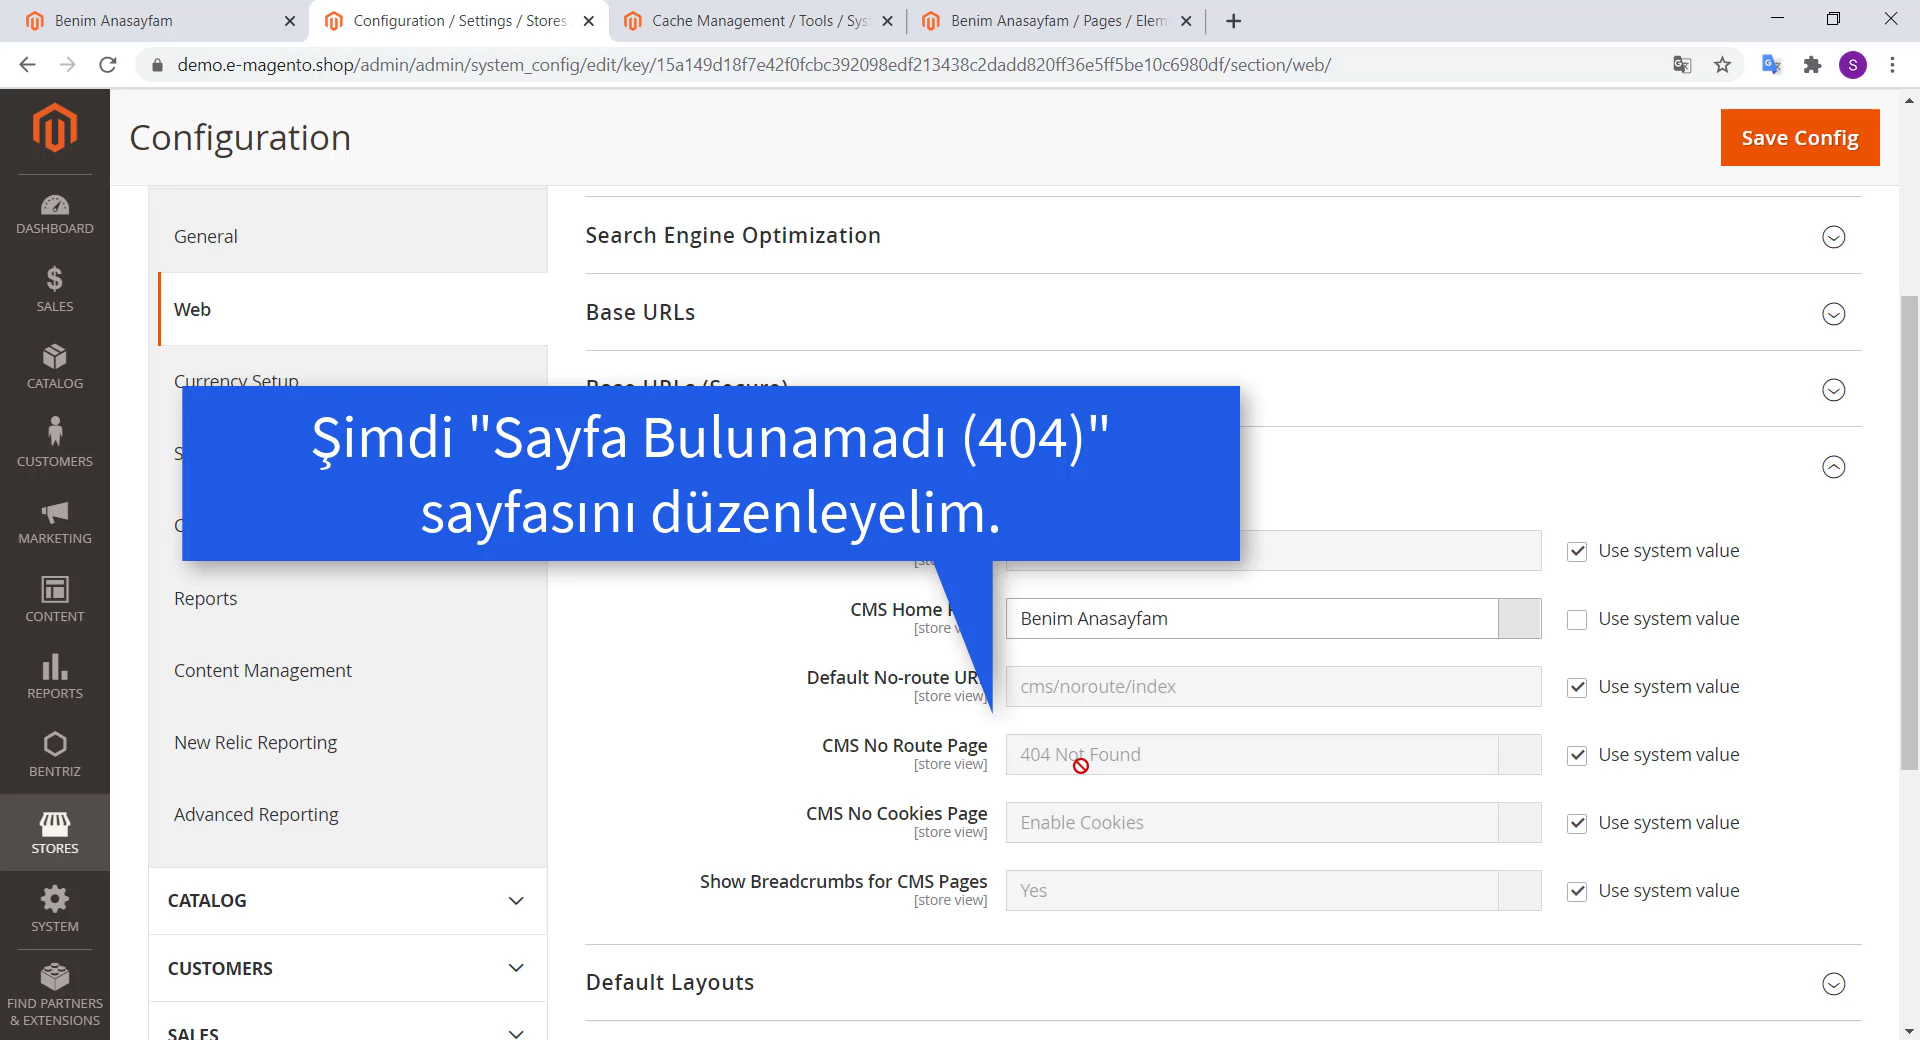 Benim Anasayfam
Configuration / Settings / Stores
Cache Management / Tools / Sys
Benim Anasayfam / Pages / Elem
demo.e-magento.shop/admin/admin/system_config/edit/key/15a149d18f7e42f0fcbc392098edf213438c2dadd820ff36e5ff5be10c6980df/section/web/
S
Configuration
Save Config
DASHBOARD
SALES
CATALOG
CUSTOMERS
MARKETING
CONTENT
REPORTS
BENTRIZ
STORES
SYSTEM
FIND PARTNERS
& EXTENSIONS
General
Web
Currency Setup
S
C
Reports
Content Management
New Relic Reporting
Advanced Reporting
CATALOG
CUSTOMERS
SALES
Search Engine Optimization
Base URLs
Base URLs (Secure)
Şimdi "Sayfa Bulunamadı (404)"
sayfasını düzenleyelim.
Use system value
CMS Home
[store v
Benim Anasayfam
Use system value
Default No-route UR
[store view]
cms/noroute/index
Use system value
CMS No Route Page
[store view]
404 Not Found
Use system value
CMS No Cookies Page
[store view]
Enable Cookies
Use system value
Show Breadcrumbs for CMS Pages
[store view]
Yes
Use system value
Default Layouts